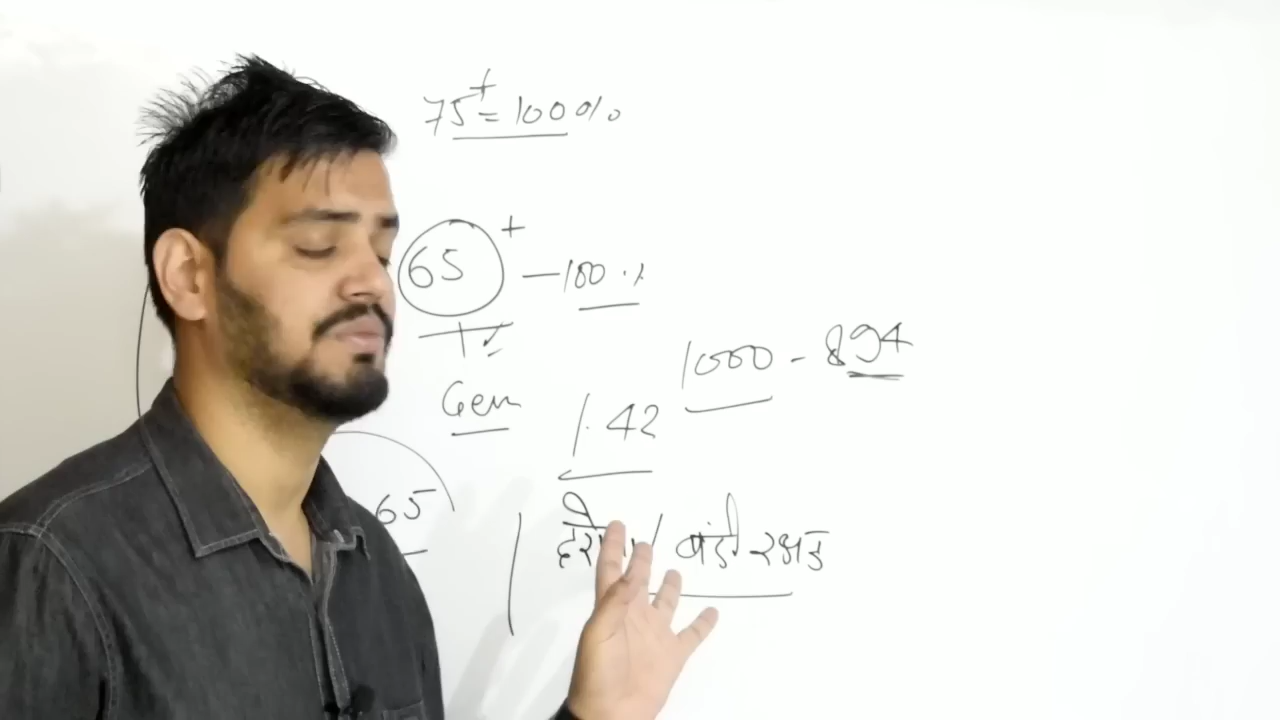 75+ = 100%
65+ — 100%
1000 - 894
Gen
1.42
65